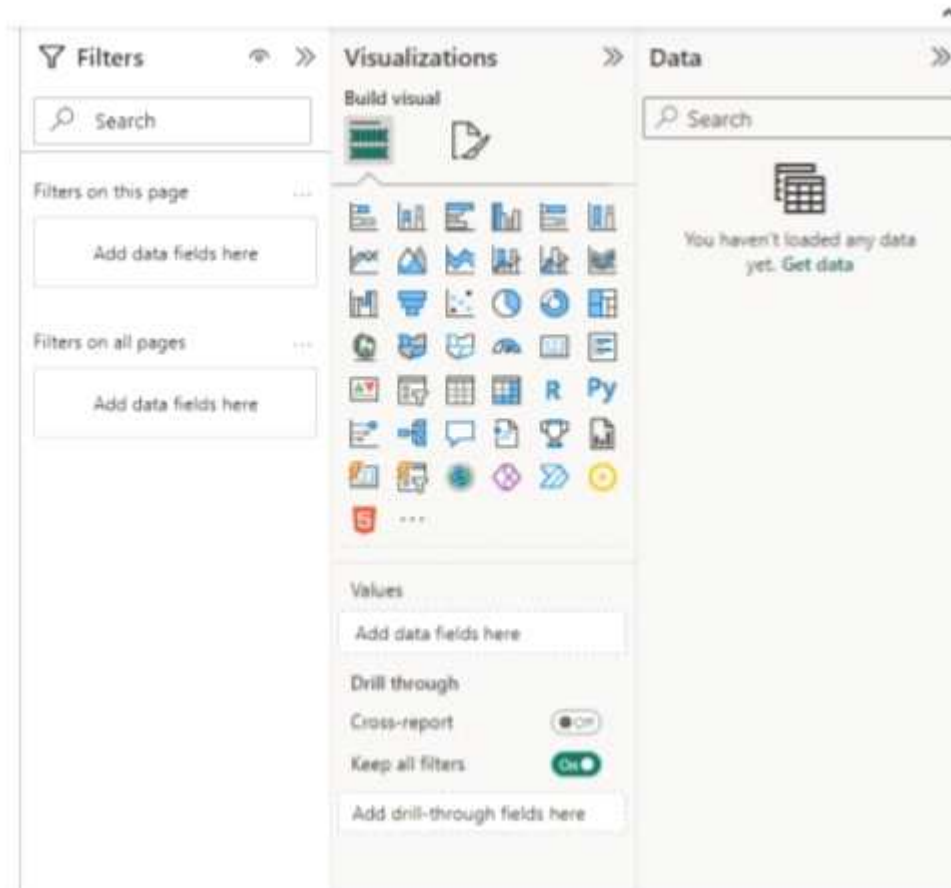 Filters
Search
Filters on this page
Add data fields here
Filters on all pages
Add data fields here
Visualizations
Build visual
R Py
5
Values
Add data fields here
Drill through
Cross-report
Off
Keep all filters
On
Add drill-through fields here
Data
Search
You haven't loaded any data
yet. Get data